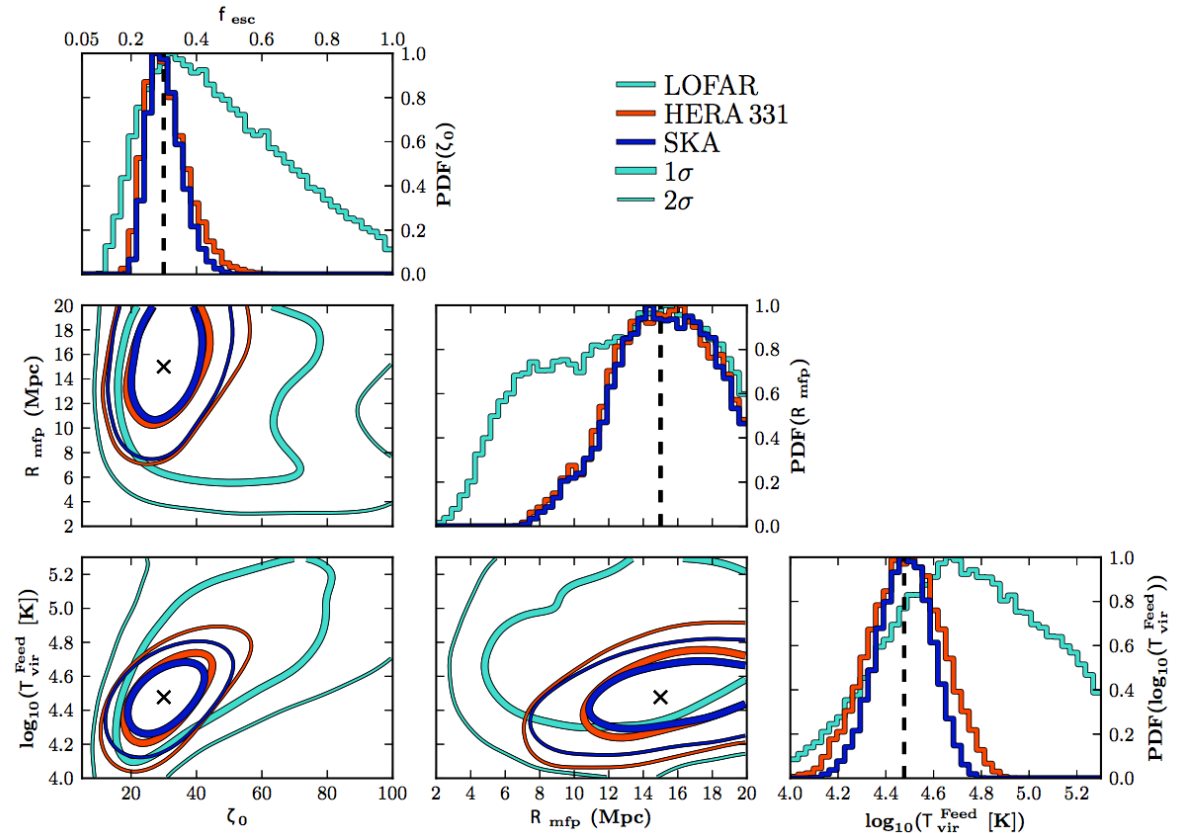 f esc
0.05 0.2 0.4 0.6 0.8 1.0
1.0
0.8
0.6
0.4
0.2
0.0
PDF(ζ0)
LOFAR
HERA 331
SKA
1σ
2σ
R mfp (Mpc)
20
18
16
14
12
10
8
6
4
2
1.0
0.8
0.6
0.4
0.2
0.0
PDF(R mfp)
log10(T vir Feed [K])
5.2
5.0
4.8
4.6
4.4
4.2
4.0
20 40 60 80 100
ζ0
2 4 6 8 10 12 14 16 18 20
R mfp (Mpc)
1.0
0.8
0.6
0.4
0.2
0.0
PDF(log10(T vir Feed))
4.0 4.4 4.8 5.2
log10(T vir Feed [K])